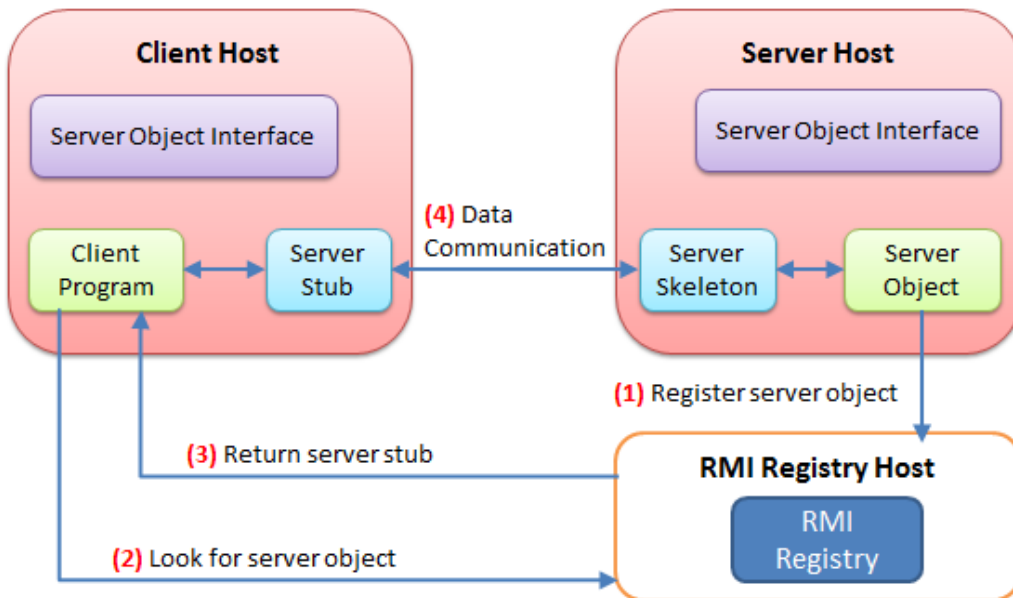 Client Host
Server Object Interface
Client
Program
Server
Stub
(4) Data
Communication
Server Host
Server Object Interface
Server
Skeleton
Server
Object
(1) Register server object
(3) Return server stub
(2) Look for server object
RMI Registry Host
RMI
Registry